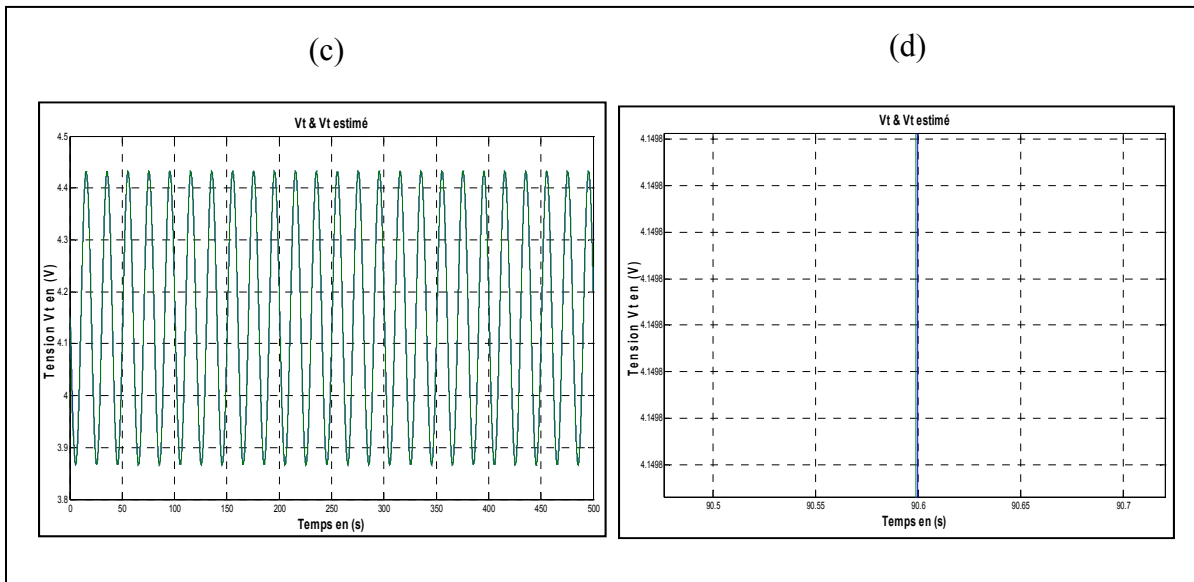 (c)
(d)
Vt & Vt estimé
4.5
4.4
4.3
4.2
4.1
4
3.9
3.8
Tension Vt en (V)
0 50 100 150 200 250 300 350 400 450 500
Temps en (s)
Vt & Vt estimé
4.1498
4.1498
4.1498
4.1498
4.1498
4.1498
4.1498
4.1498
Tension Vt en (V)
90.5 90.55 90.6 90.65 90.7
Temps en (s)